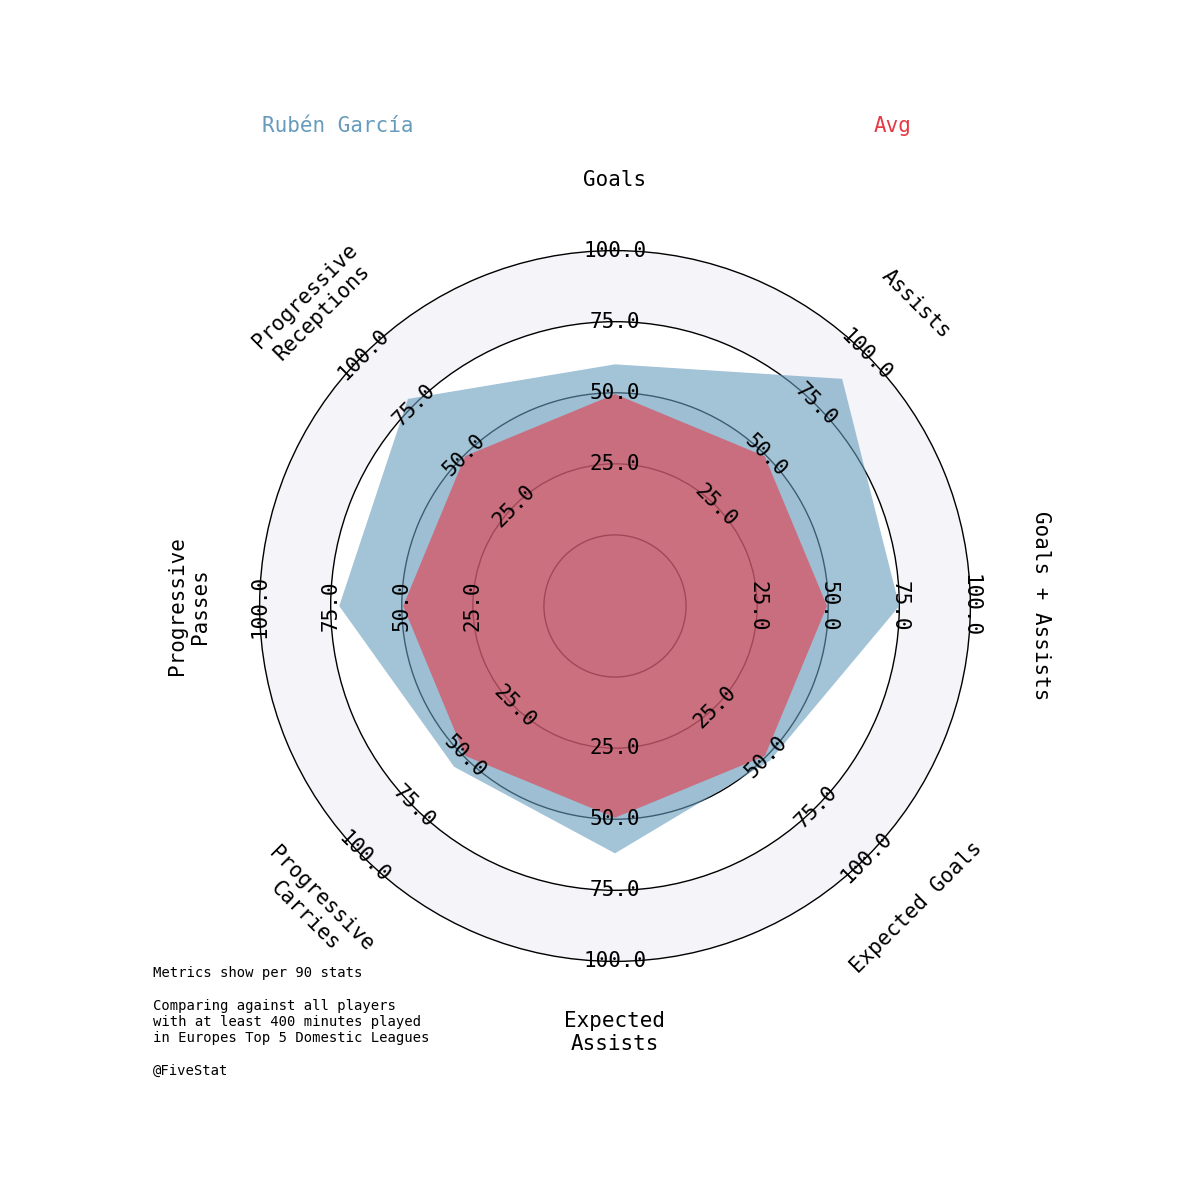 Rubén García
Avg
Goals
Assists
Goals + Assists
Expected Goals
Expected
Assists
Progressive
Carries
Progressive
Passes
Progressive
Receptions
25.0
50.0
75.0
100.0
25.0
50.0
75.0
100.0
25.0
50.0
75.0
100.0
25.0
50.0
75.0
100.0
25.0
50.0
75.0
100.0
25.0
50.0
75.0
100.0
25.0
50.0
75.0
100.0
25.0
50.0
75.0
100.0
Metrics show per 90 stats
Comparing against all players
with at least 400 minutes played
in Europes Top 5 Domestic Leagues
@FiveStat